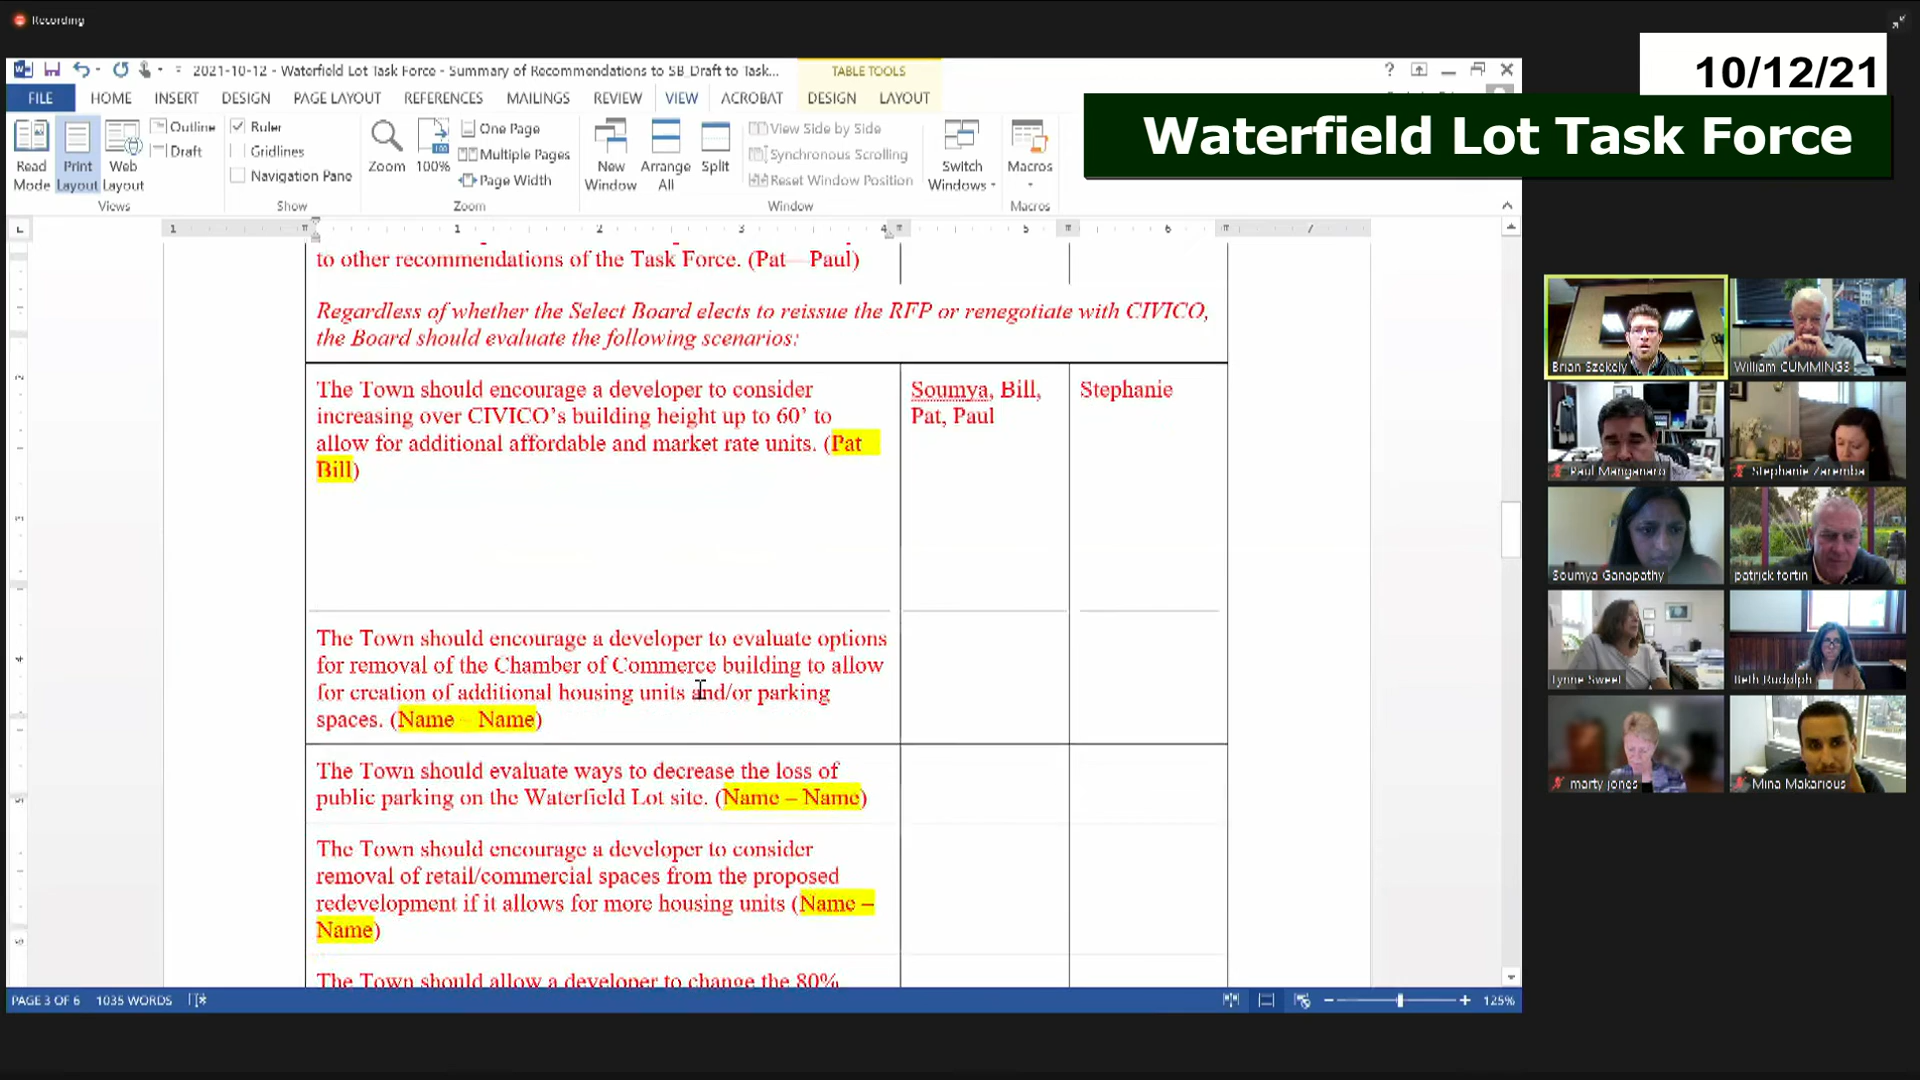 Recording
2021-10-12 - Waterfield Lot Task Force - Summary of Recommendations to SB_Draft to Task...
TABLE TOOLS
10/12/21
Waterfield Lot Task Force
FILE
HOME
INSERT
DESIGN
PAGE LAYOUT
REFERENCES
MAILINGS
REVIEW
VIEW
ACROBAT
DESIGN
LAYOUT
Read Mode
Print Layout
Web Layout
Outline
Draft
Views
Ruler
Gridlines
Navigation Pane
Show
Zoom
100%
One Page
Multiple Pages
Page Width
Zoom
New Window
Arrange All
Split
View Side by Side
Synchronous Scrolling
Reset Window Position
Switch Windows
Window
Macros
Macros
1 1 2 3 4 5 6 7
to other recommendations of the Task Force. (Pat—Paul)
Regardless of whether the Select Board elects to reissue the RFP or renegotiate with CIVICO,
the Board should evaluate the following scenarios:
The Town should encourage a developer to consider
increasing over CIVICO's building height up to 60' to
allow for additional affordable and market rate units. (Pat
Bill)
Soumya, Bill,
Pat, Paul
Stephanie
The Town should encourage a developer to evaluate options
for removal of the Chamber of Commerce building to allow
for creation of additional housing units and/or parking
spaces. (Name – Name)
The Town should evaluate ways to decrease the loss of
public parking on the Waterfield Lot site. (Name – Name)
The Town should encourage a developer to consider
removal of retail/commercial spaces from the proposed
redevelopment if it allows for more housing units (Name –
Name)
The Town should allow a developer to change the 80%
PAGE 3 OF 6
1035 WORDS
125%
Brian Szekely
William CUMMINGS
Paul Manganaro
Stephanie Zaremba
Soumya Ganapathy
patrick fortin
Lynne Sweet
Beth Rudolph
marty jones
Mina Makarious